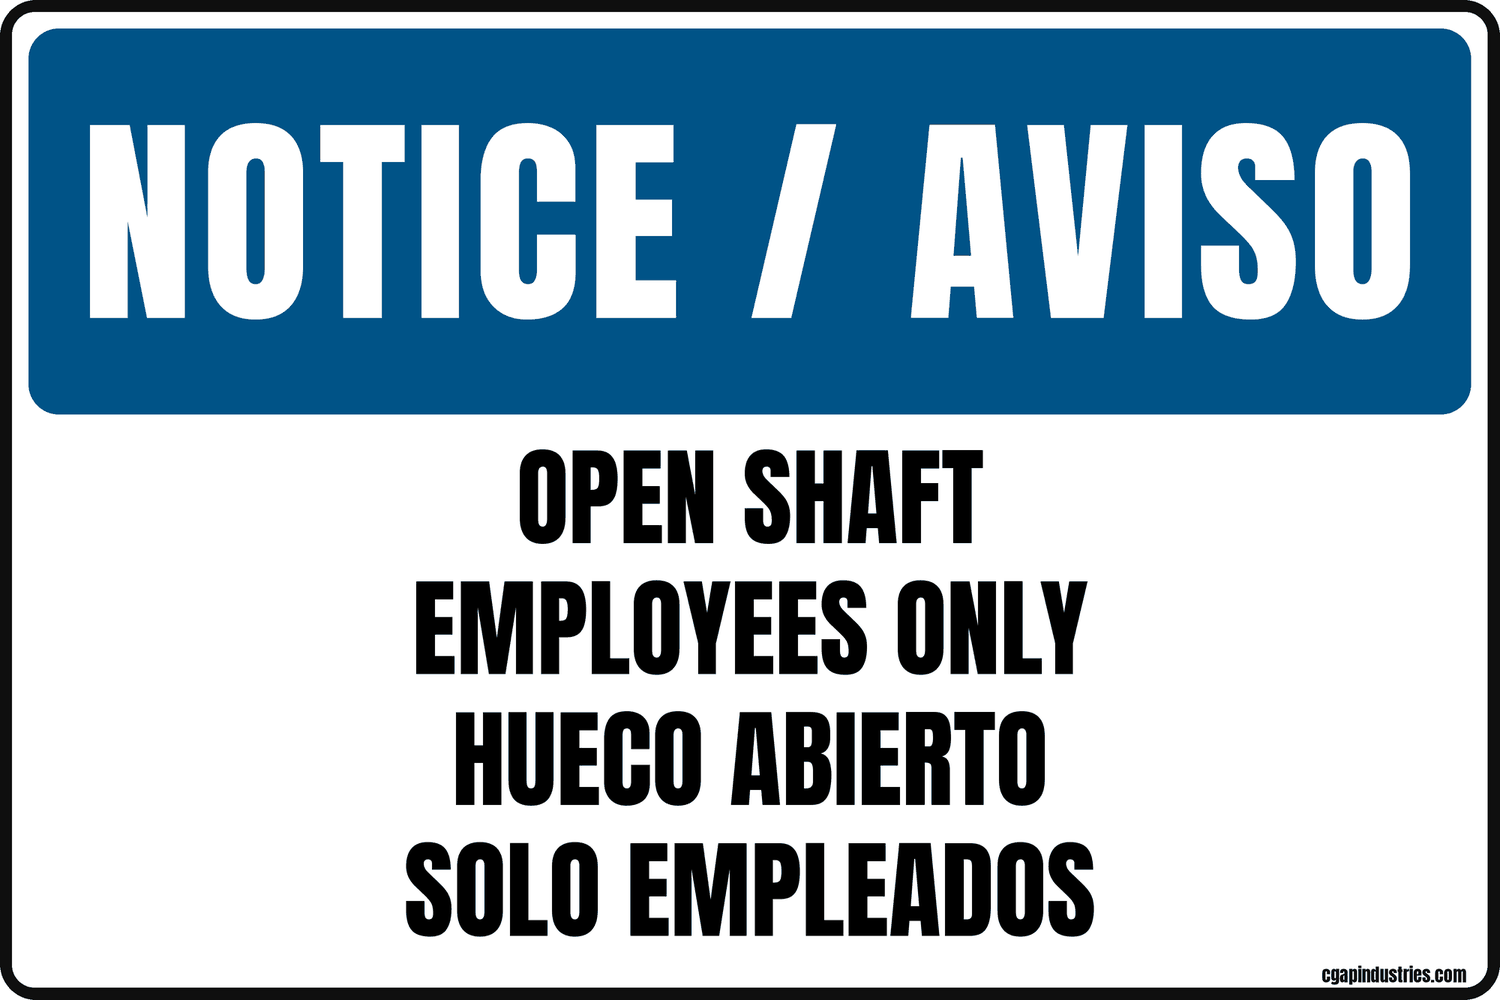 NOTICE / AVISO
OPEN SHAFT
EMPLOYEES ONLY
HUECO ABIERTO
SOLO EMPLEADOS
cgapindustries.com